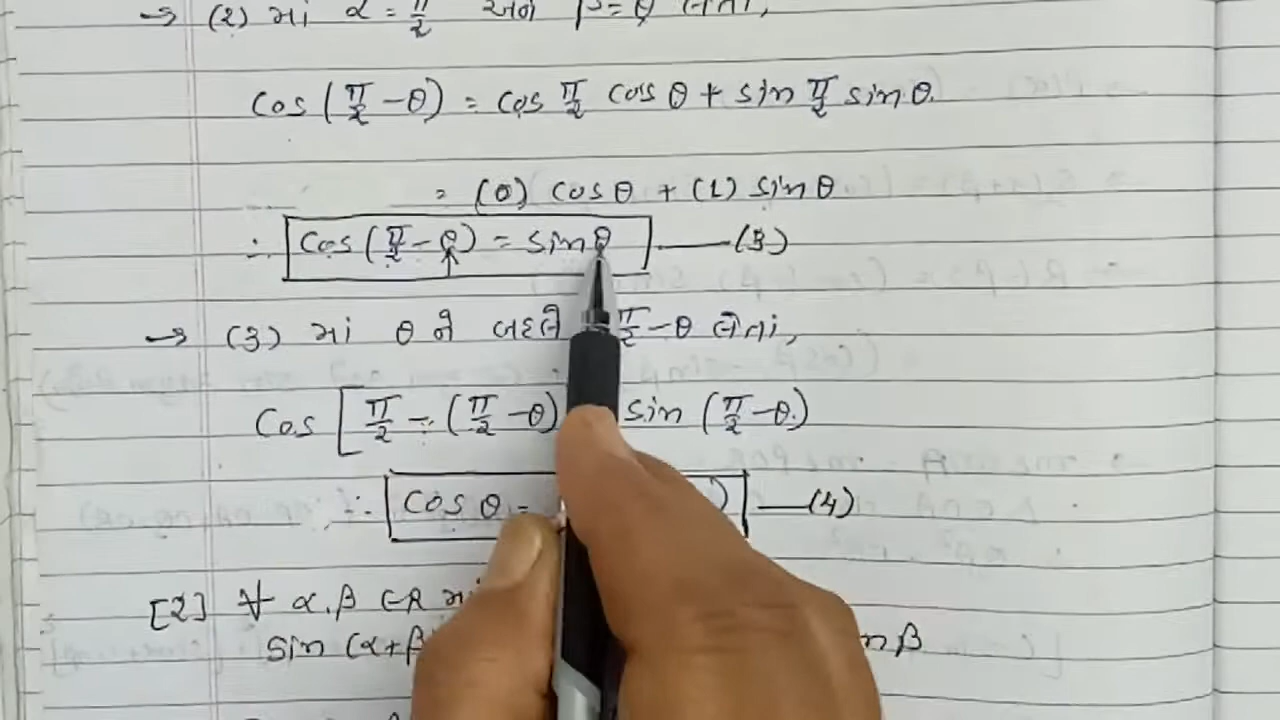 → (2) માં α = π/2 અને β = θ લેતાં,
cos (π/2 - θ) = cos π/2 cos θ + sin π/2 sin θ.
= (0) cos θ + (1) sin θ
∴ cos (π/2 - θ) = sin θ —— (3)
→ (3) માં θ ને બદલે π/2 - θ લેતાં,
cos [π/2 - (π/2 - θ) sin (π/2 - θ)
∴ cos θ = ) —— (4)
[2] ∀ α, β ∈ R
sin (α+β n β